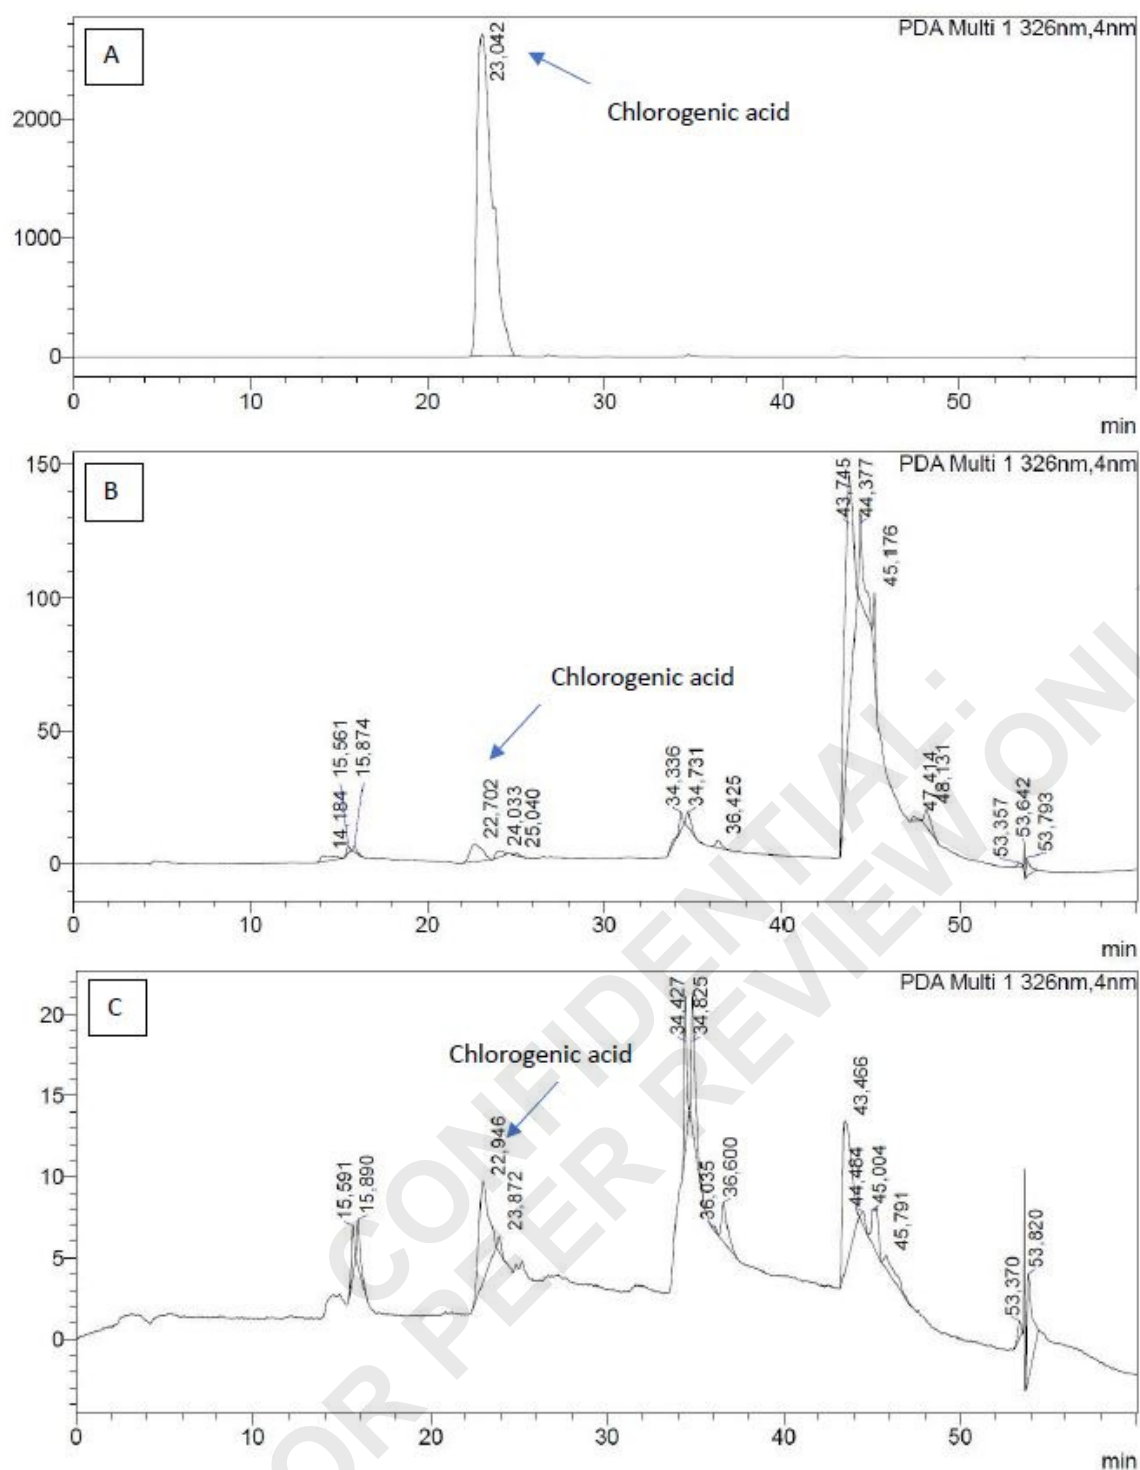 A
PDA Multi 1 326nm,4nm
23,042
Chlorogenic acid
2000
1000
0
0 10 20 30 40 50
min
B
PDA Multi 1 326nm,4nm
150
100
50
0
Chlorogenic acid
14,184
15,561
15,874
22,702
24,033
25,040
34,336
34,731
36,425
43,745
44,377
45,176
47,414
48,131
53,357
53,642
53,793
0 10 20 30 40 50
min
C
PDA Multi 1 326nm,4nm
20
15
10
5
0
Chlorogenic acid
15,591
15,890
22,946
23,872
34,427
34,825
36,035
36,600
43,466
44,484
45,004
45,791
53,370
53,820
0 10 20 30 40 50
min
CONFIDENTIAL:
OR PEER REVIEW ONL